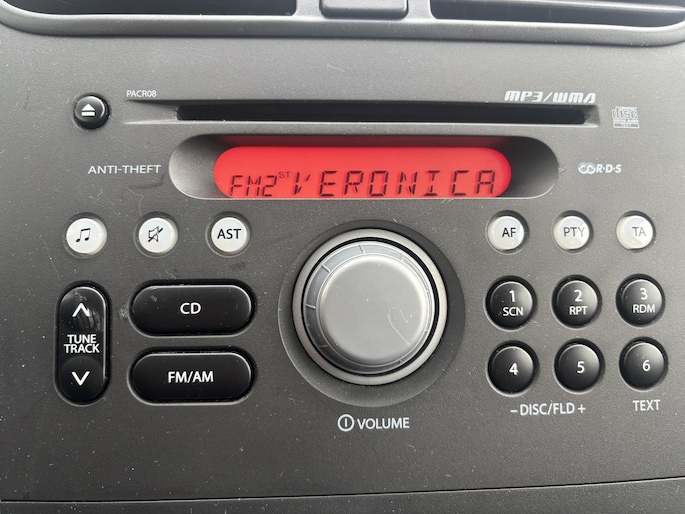 PACR08
MP3/WMA
ANTI-THEFT
FM2 ST VERONICA
R·D·S
AST
AF
PTY
TA
TUNE
TRACK
CD
FM/AM
VOLUME
1
SCN
2
RPT
3
RDM
4
5
6
- DISC/FLD +
TEXT